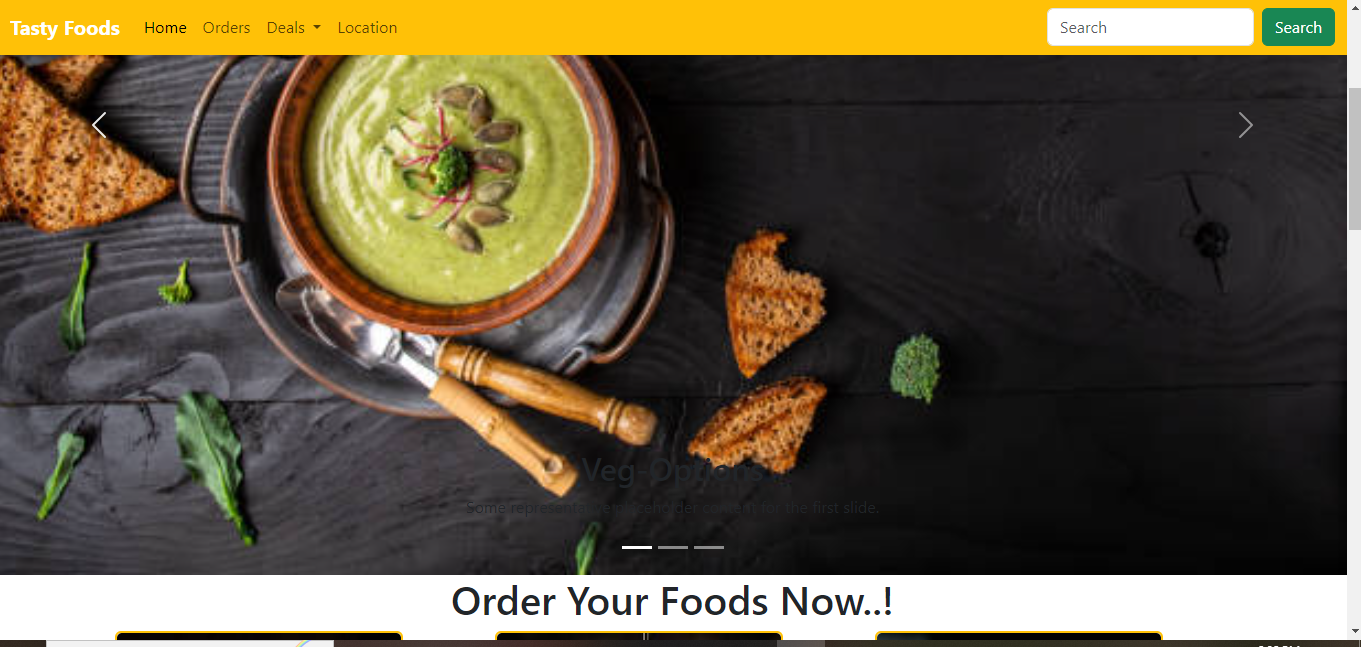 Tasty Foods Home Orders Deals Location Search Search
Veg-Options
Some representative placeholder content for the first slide.
Order Your Foods Now..!